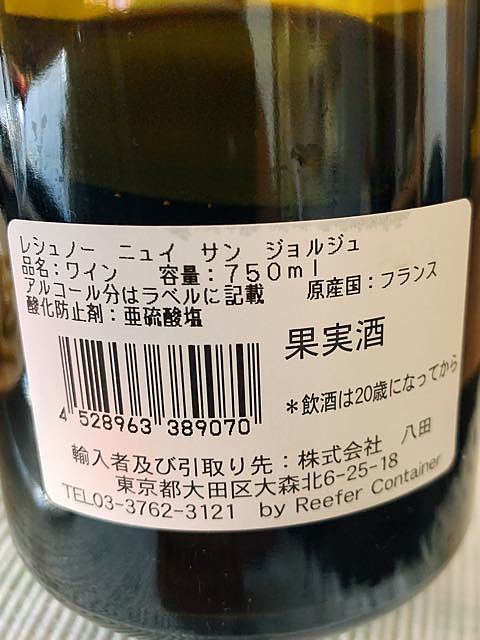 レシュノー　ニュイ　サン　ジョルジュ
品名：ワイン　容量：７５０ｍｌ
アルコール分はラベルに記載　原産国：フランス
酸化防止剤：亜硫酸塩
果実酒
4 528963 389070
＊飲酒は20歳になってから
輸入者及び引取り先：株式会社　八田
東京都大田区大森北6-25-18
TEL03-3762-3121　by Reefer Container